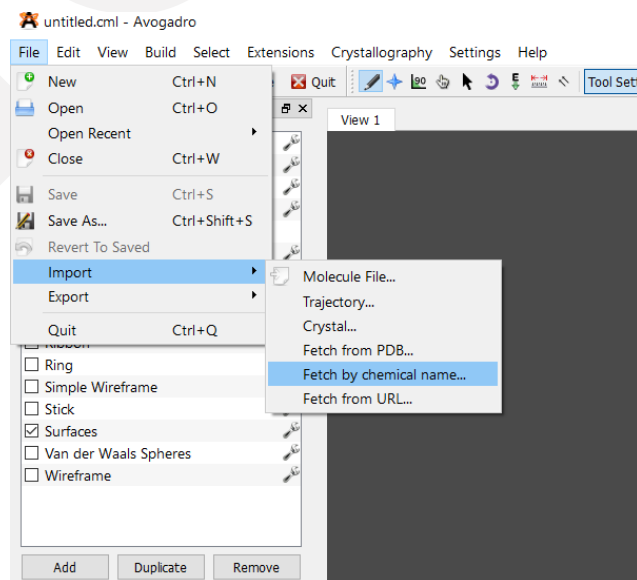 untitled.cml - Avogadro
File Edit View Build Select Extensions Crystallography Settings Help
New Ctrl+N
Quit
Tool Sett
Open Ctrl+O
View 1
Open Recent
Close Ctrl+W
Save Ctrl+S
Save As... Ctrl+Shift+S
Revert To Saved
Import
Molecule File...
Export
Trajectory...
Crystal...
Quit Ctrl+Q
Fetch from PDB...
Ring
Fetch by chemical name...
Simple Wireframe
Fetch from URL...
Stick
Surfaces
Van der Waals Spheres
Wireframe
Add Duplicate Remove